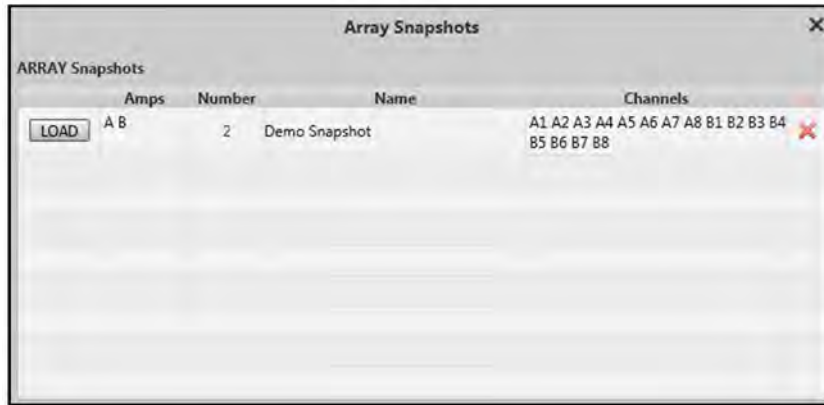 Array Snapshots
ARRAY Snapshots
Amps Number Name Channels
LOAD A B 2 Demo Snapshot A1 A2 A3 A4 A5 A6 A7 A8 B1 B2 B3 B4
B5 B6 B7 B8